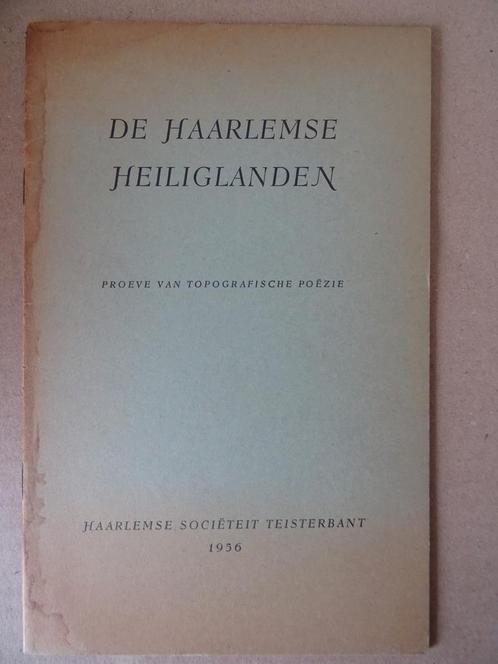 DE HAARLEMSE
HEILIGLANDEN
PROEVE VAN TOPOGRAFISCHE POËZIE
HAARLEMSE SOCIËTEIT TEISTERBANT
1956